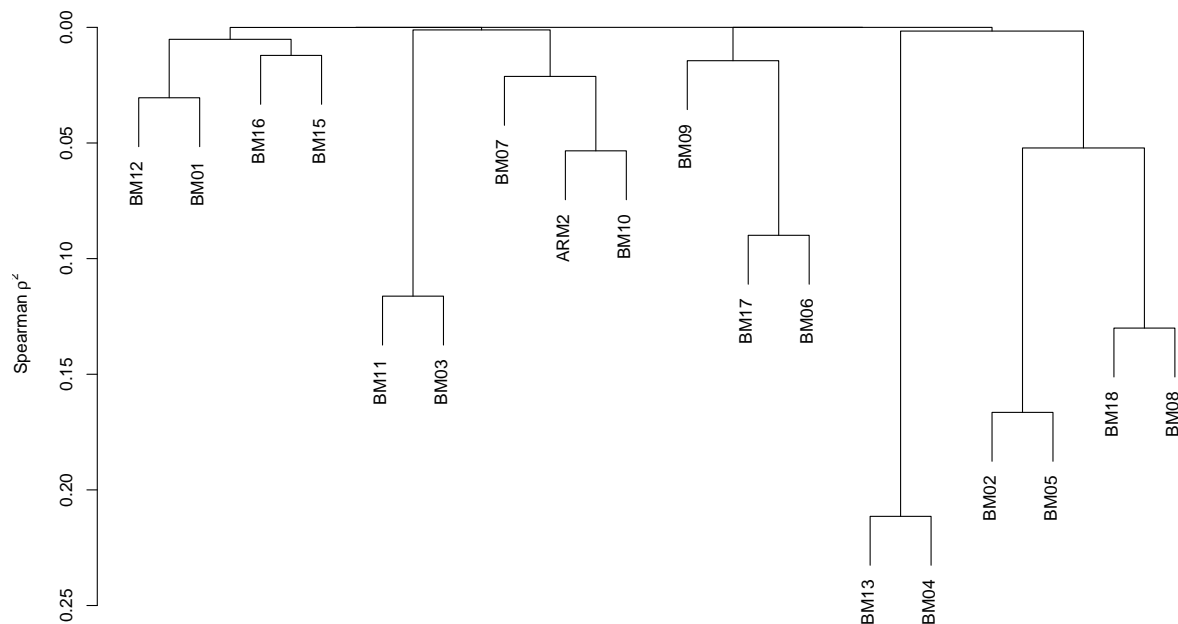 0.00
0.05
0.10
0.15
0.20
0.25
Spearman ρ²
BM12
BM01
BM16
BM15
BM11
BM03
BM07
ARM2
BM10
BM09
BM17
BM06
BM13
BM04
BM02
BM05
BM18
BM08